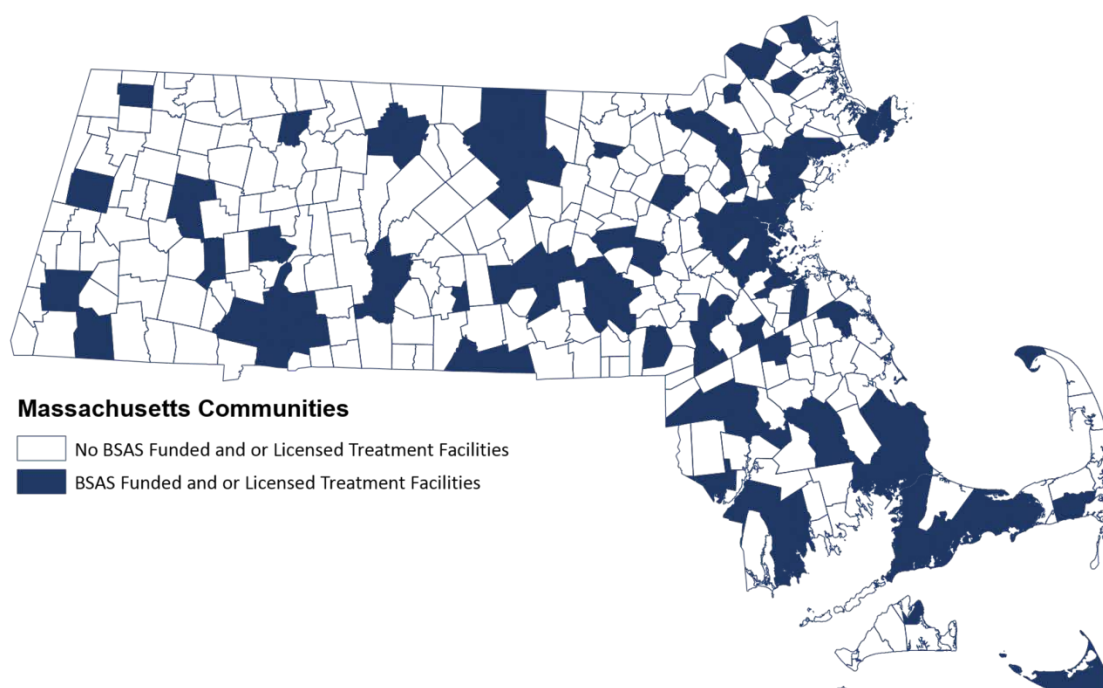 Massachusetts Communities
No BSAS Funded and or Licensed Treatment Facilities
BSAS Funded and or Licensed Treatment Facilities